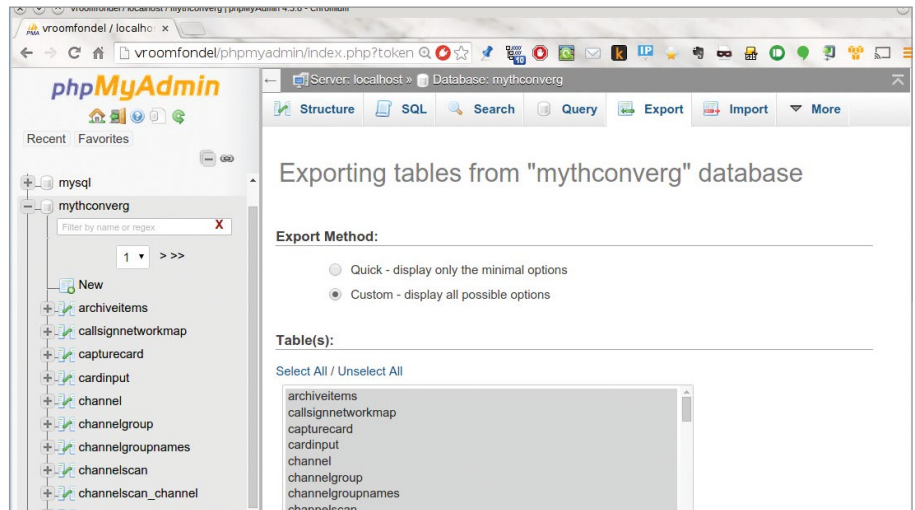 vroomfondel / localhost / mythconverg | phpMyAdmin 4.3.6 - Chromium
vroomfondel / localho
vroomfondel/phpmyadmin/index.php?token
phpMyAdmin
Recent Favorites
mysql
mythconverg
Filter by name or regex X
1 > >>
New
archiveitems
callsignnetworkmap
capturecard
cardinput
channel
channelgroup
channelgroupnames
channelscan
channelscan_channel
Server: localhost » Database: mythconverg
Structure SQL Search Query Export Import More
Exporting tables from "mythconverg" database
Export Method:
Quick - display only the minimal options
Custom - display all possible options
Table(s):
Select All / Unselect All
archiveitems
callsignnetworkmap
capturecard
cardinput
channel
channelgroup
channelgroupnames
channelscan